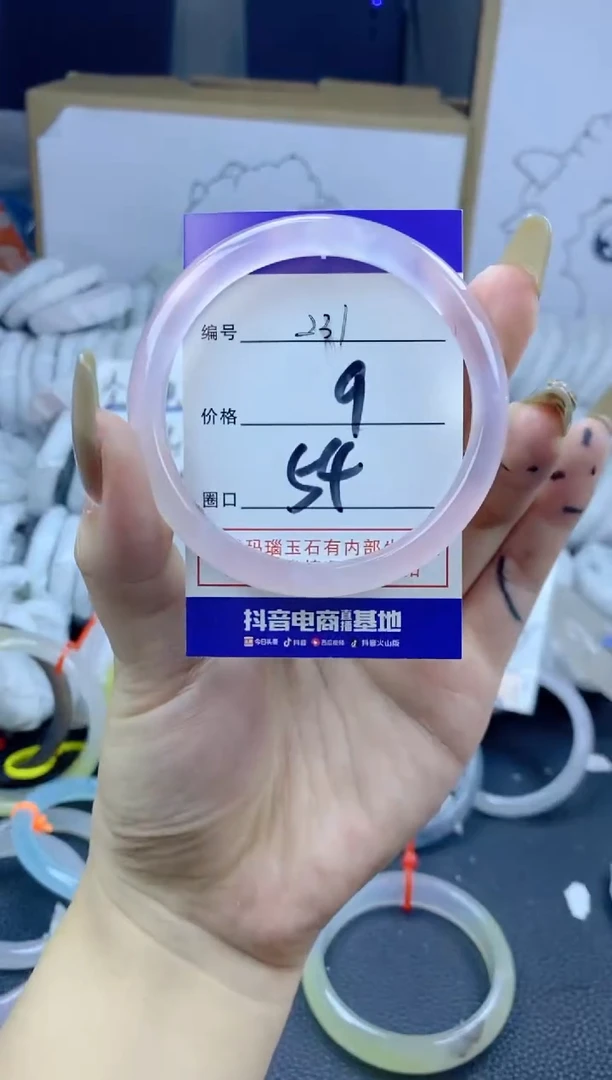 编号 231
价格 9
圈口 54
码瑙玉石有内部
抖音电商直播基地
今日头条 抖音 西瓜视频 抖音火山版